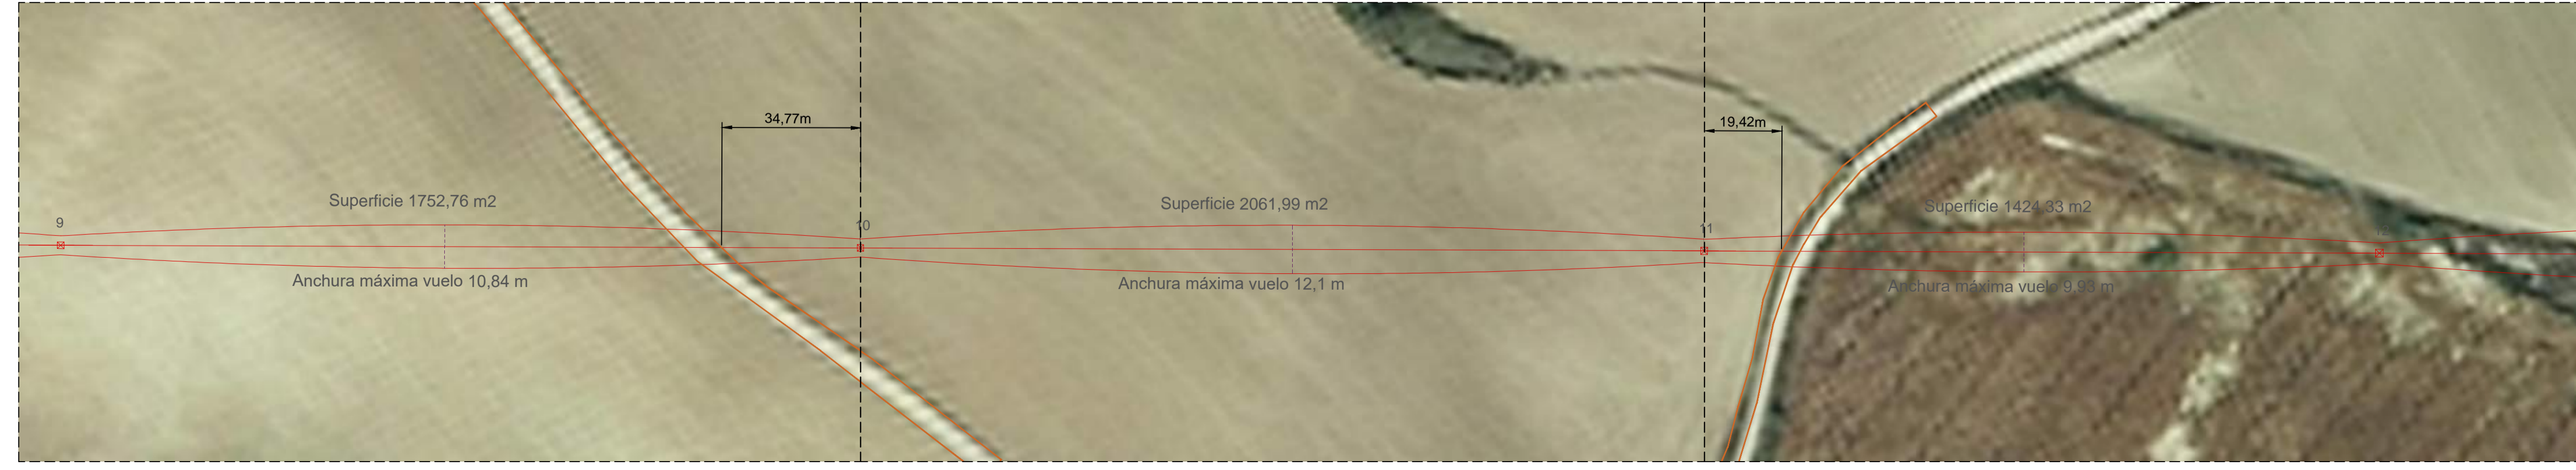 34,77m
19,42m
Superficie 1752,76 m2
Superficie 2061,99 m2
Superficie 1424,33 m2
9
10
11
Anchura máxima vuelo 10,84 m
Anchura máxima vuelo 12,1 m
Anchura máxima vuelo 9,93 m